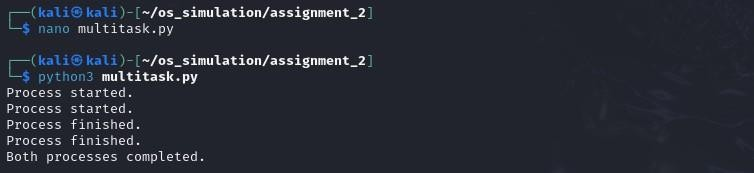 ┌──(kali㉿kali)-[~/os_simulation/assignment_2]
└─$ nano multitask.py
┌──(kali㉿kali)-[~/os_simulation/assignment_2]
└─$ python3 multitask.py
Process started.
Process started.
Process finished.
Process finished.
Both processes completed.